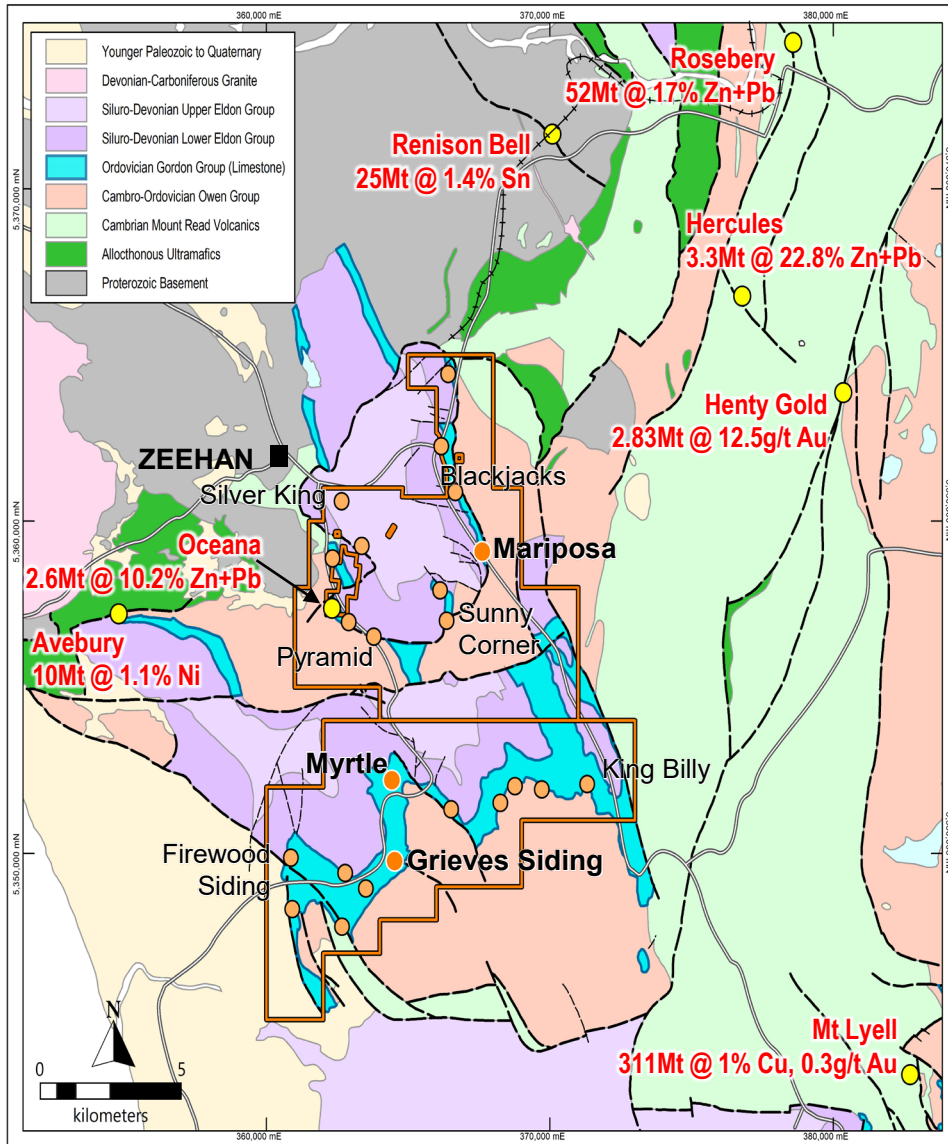 360,000 mE
370,000 mE
380,000 mE
Younger Paleozoic to Quaternary
Devonian-Carboniferous Granite
Siluro-Devonian Upper Eldon Group
Siluro-Devonian Lower Eldon Group
Ordovician Gordon Group (Limestone)
Cambro-Ordovician Owen Group
Cambrian Mount Read Volcanics
Allocthonous Ultramafics
Proterozoic Basement
Rosebery
52Mt @ 17% Zn+Pb
Renison Bell
25Mt @ 1.4% Sn
5,370,000 mN
Hercules
3.3Mt @ 22.8% Zn+Pb
Henty Gold
2.83Mt @ 12.5g/t Au
ZEEHAN
Silver King
Blackjacks
5,360,000 mN
Oceana
2.6Mt @ 10.2% Zn+Pb
Mariposa
Avebury
10Mt @ 1.1% Ni
Pyramid
Sunny
Corner
Myrtle
King Billy
5,350,000 mN
Firewood
Siding
Grieves Siding
N
0
5
kilometers
Mt Lyell
311Mt @ 1% Cu, 0.3g/t Au
360,000 mE
370,000 mE
380,000 mE